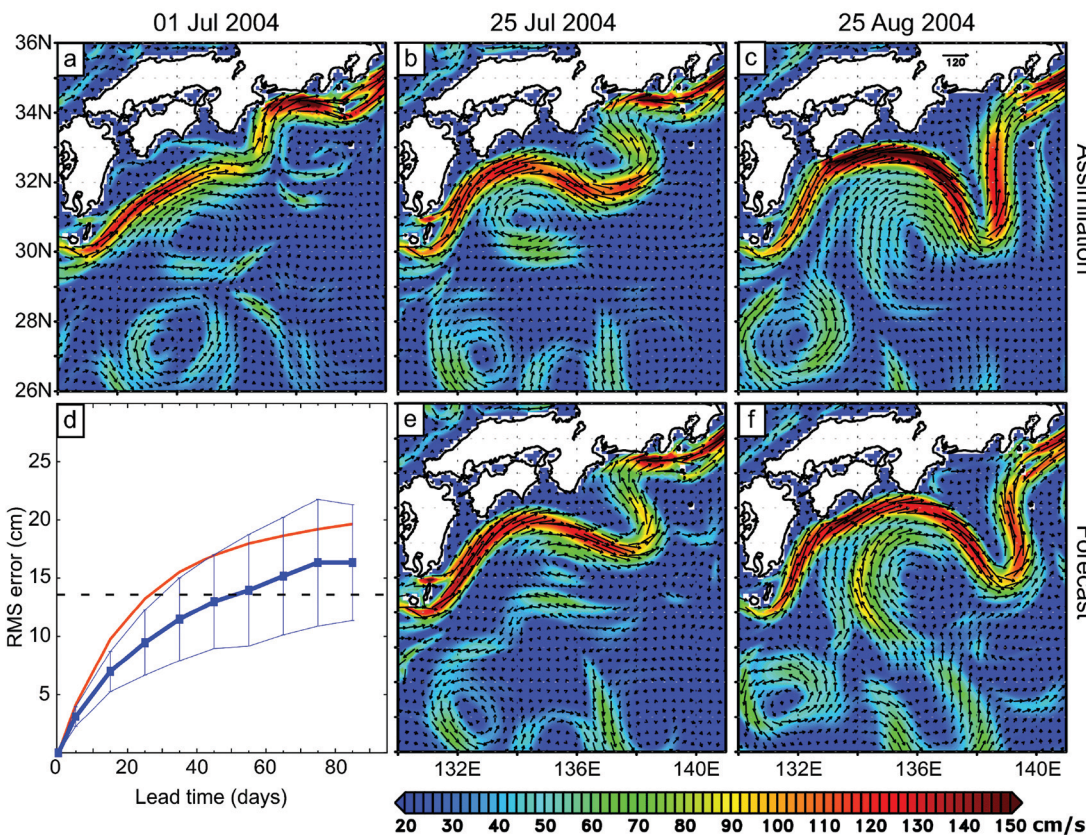 01 Jul 2004
25 Jul 2004
25 Aug 2004
36N
34N
32N
30N
28N
26N
a
b
c
120
Assimilation
d
RMS error (cm)
25
20
15
10
5
0 20 40 60 80
Lead time (days)
e
f
Forecast
132E 136E 140E
132E 136E 140E
20 30 40 50 60 70 80 90 100 110 120 130 140 150 cm/s